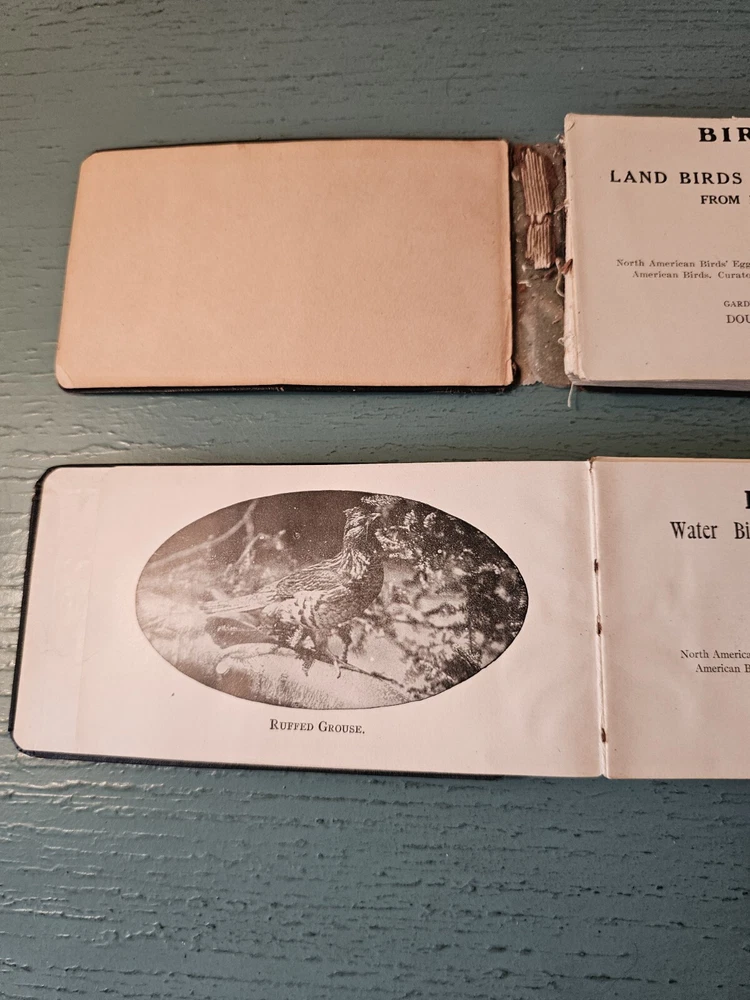 BIR
LAND BIRDS
FROM
North American Birds' Egg
American Birds. Curato
GARD
DOU
RUFFED GROUSE.
Water Bi
North America
American B